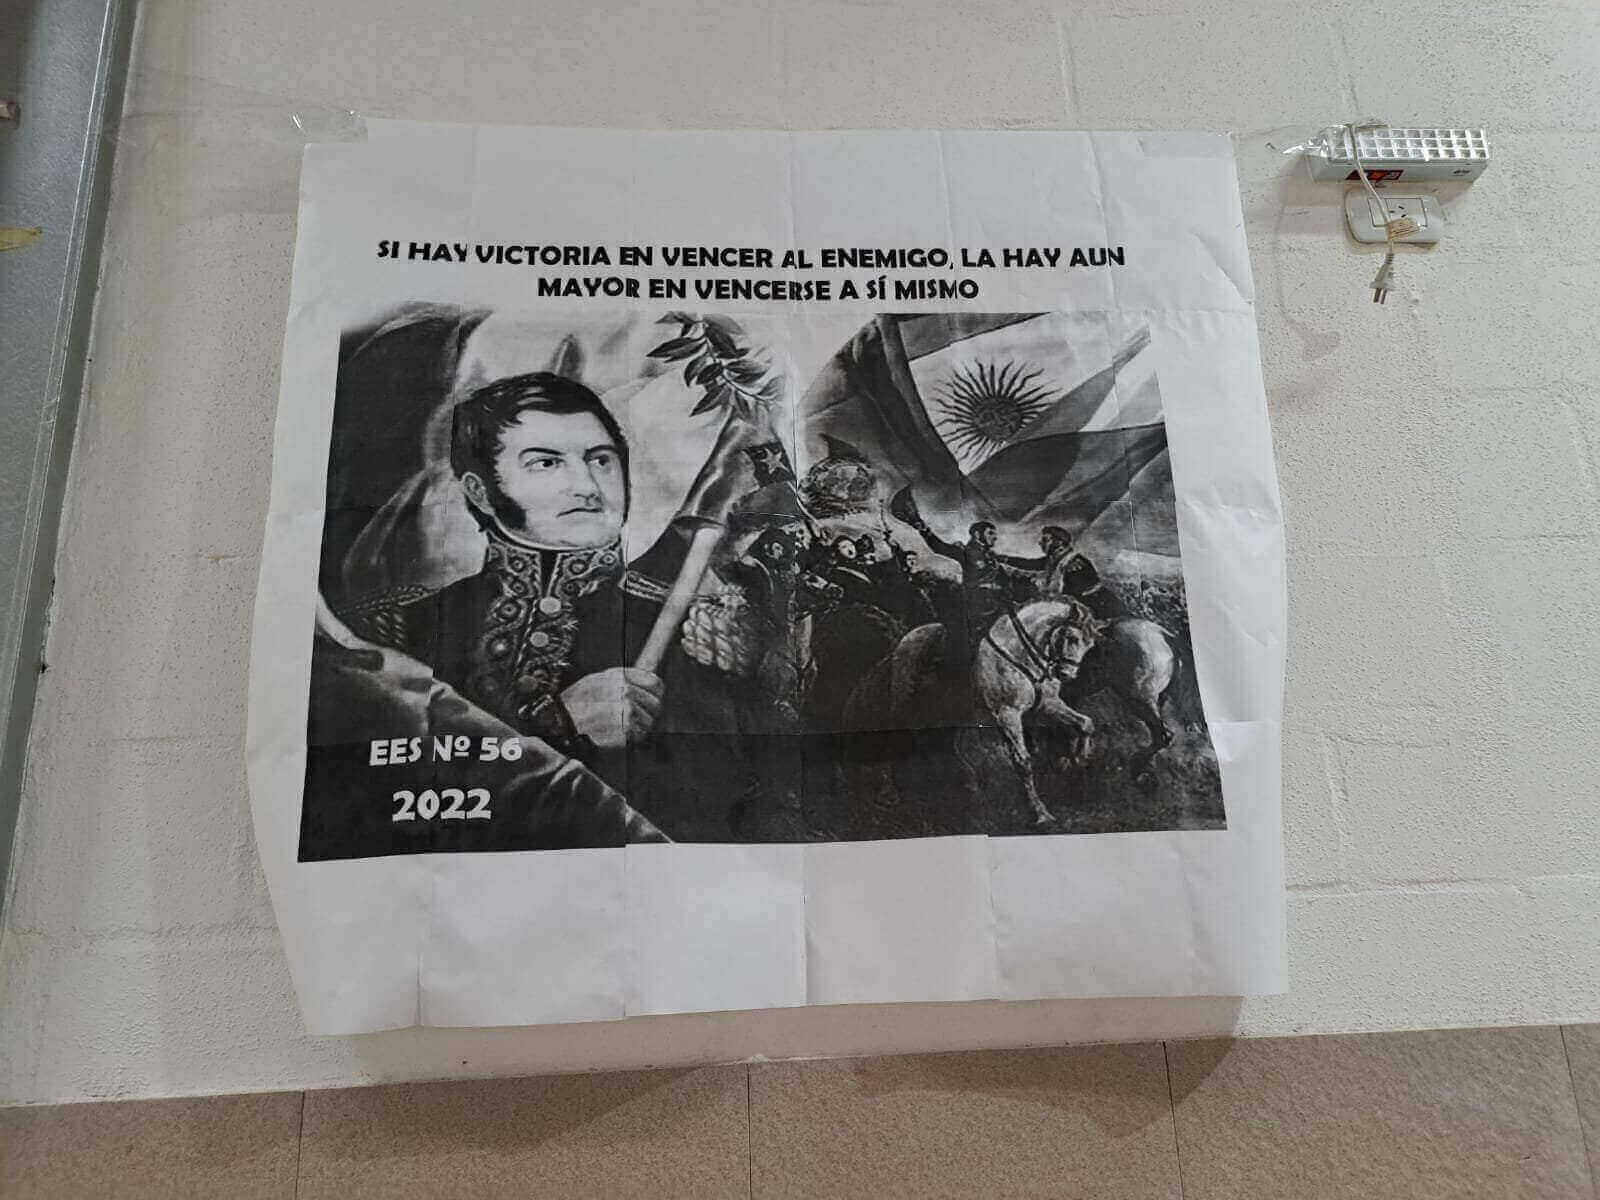 SI HAY VICTORIA EN VENCER AL ENEMIGO, LA HAY AUN
MAYOR EN VENCERSE A SÍ MISMO
EES Nº 56
2022